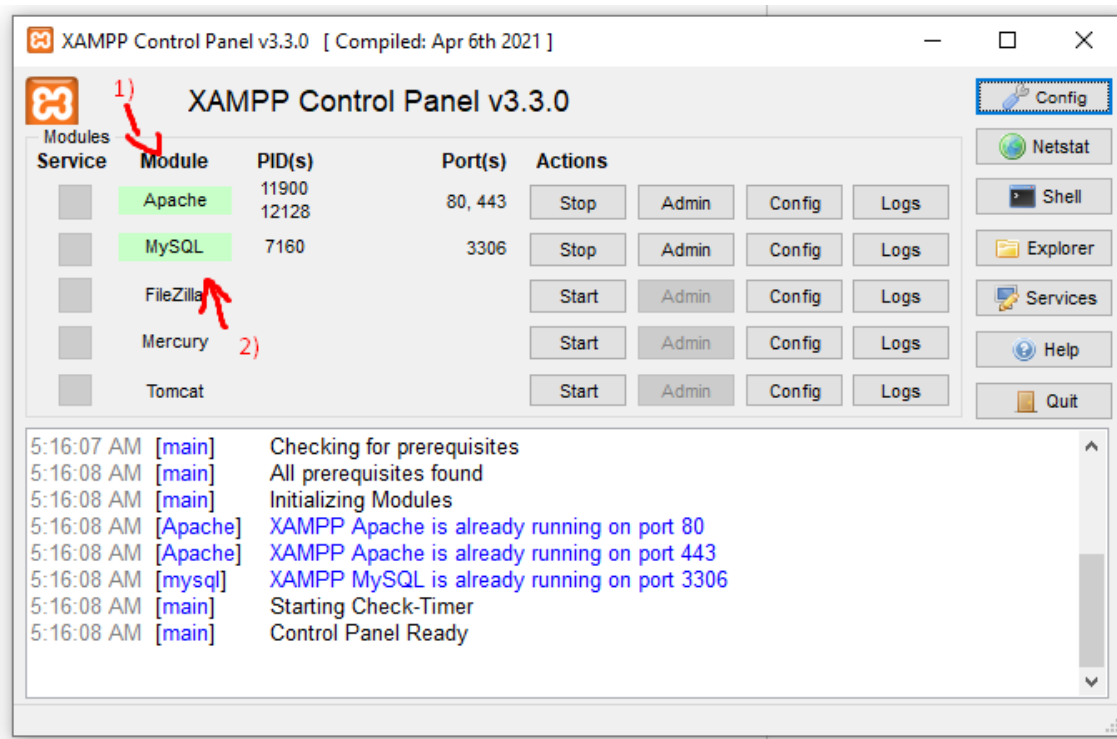 XAMPP Control Panel v3.3.0 [ Compiled: Apr 6th 2021 ]
1)
XAMPP Control Panel v3.3.0
Config
Modules
Service Module PID(s) Port(s) Actions
Netstat
Apache 11900 12128 80, 443 Stop Admin Config Logs
Shell
MySQL 7160 3306 Stop Admin Config Logs
Explorer
FileZilla Start Admin Config Logs
Services
2)
Mercury Start Admin Config Logs
Help
Tomcat Start Admin Config Logs
Quit
5:16:07 AM [main] Checking for prerequisites
5:16:08 AM [main] All prerequisites found
5:16:08 AM [main] Initializing Modules
5:16:08 AM [Apache] XAMPP Apache is already running on port 80
5:16:08 AM [Apache] XAMPP Apache is already running on port 443
5:16:08 AM [mysql] XAMPP MySQL is already running on port 3306
5:16:08 AM [main] Starting Check-Timer
5:16:08 AM [main] Control Panel Ready